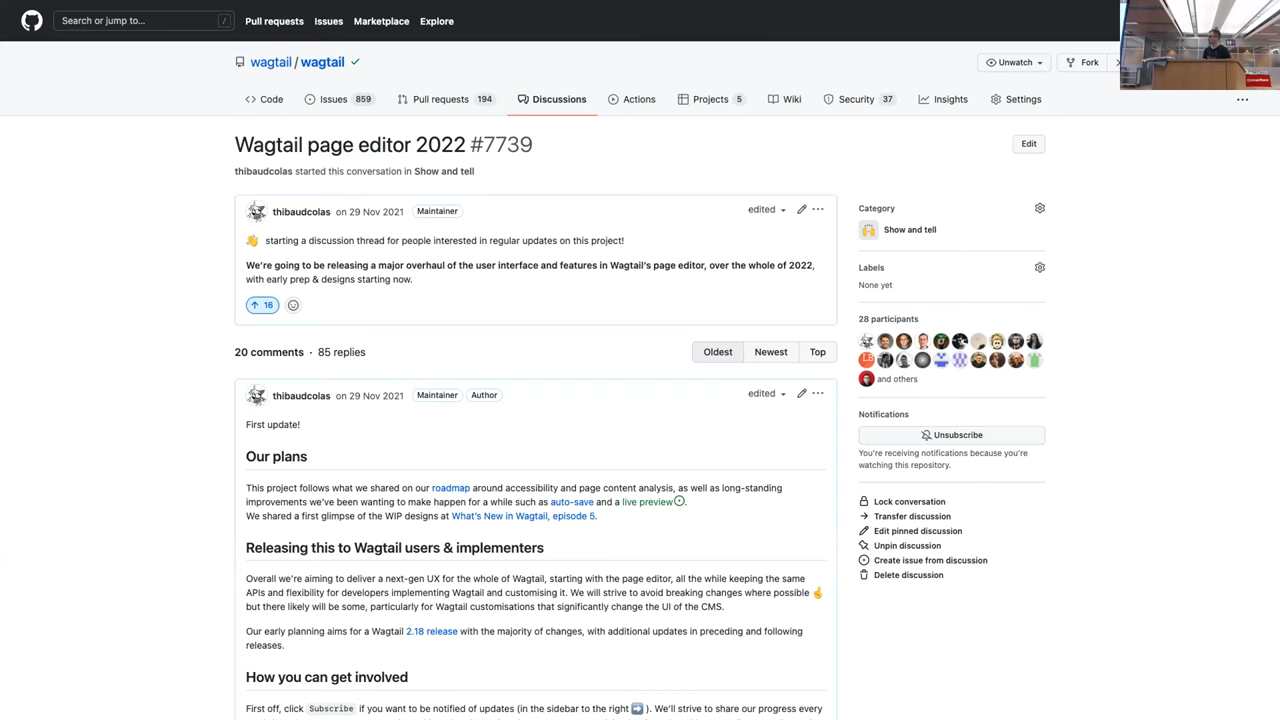 Search or jump to... /
Pull requests Issues Marketplace Explore
wagtail / wagtail
Unwatch Fork
Code Issues 859 Pull requests 194 Discussions Actions Projects 5 Wiki Security 37 Insights Settings
Wagtail page editor 2022 #7739
Edit
thibaudcolas started this conversation in Show and tell
thibaudcolas on 29 Nov 2021 Maintainer edited
👋 starting a discussion thread for people interested in regular updates on this project!
We're going to be releasing a major overhaul of the user interface and features in Wagtail's page editor, over the whole of 2022,
with early prep & designs starting now.
↑ 16
20 comments · 85 replies
Oldest Newest Top
thibaudcolas on 29 Nov 2021 Maintainer Author edited
First update!
Our plans
This project follows what we shared on our roadmap around accessibility and page content analysis, as well as long-standing
improvements we've been wanting to make happen for a while such as auto-save and a live preview.
We shared a first glimpse of the WIP designs at What's New in Wagtail, episode 5.
Releasing this to Wagtail users & implementers
Overall we're aiming to deliver a next-gen UX for the whole of Wagtail, starting with the page editor, all the while keeping the same
APIs and flexibility for developers implementing Wagtail and customising it. We will strive to avoid breaking changes where possible 🤞
but there likely will be some, particularly for Wagtail customisations that significantly change the UI of the CMS.
Our early planning aims for a Wagtail 2.18 release with the majority of changes, with additional updates in preceding and following
releases.
How you can get involved
First off, click Subscribe if you want to be notified of updates (in the sidebar to the right ➡️ ). We'll strive to share our progress every
Category
Show and tell
Labels
None yet
28 participants
LB
and others
Notifications
Unsubscribe
You're receiving notifications because you're
watching this repository.
Lock conversation
Transfer discussion
Edit pinned discussion
Unpin discussion
Create issue from discussion
Delete discussion